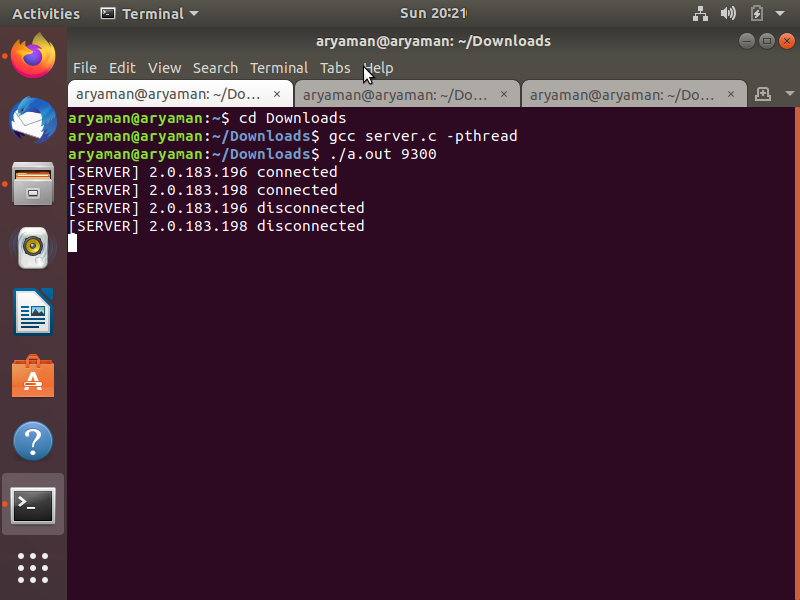 Activities Terminal Sun 20:21
aryaman@aryaman: ~/Downloads
File Edit View Search Terminal Tabs Help
aryaman@aryaman: ~/Do... × aryaman@aryaman: ~/Do... × aryaman@aryaman: ~/Do... ×
aryaman@aryaman:~$ cd Downloads
aryaman@aryaman:~/Downloads$ gcc server.c -pthread
aryaman@aryaman:~/Downloads$ ./a.out 9300
[SERVER] 2.0.183.196 connected
[SERVER] 2.0.183.198 connected
[SERVER] 2.0.183.196 disconnected
[SERVER] 2.0.183.198 disconnected